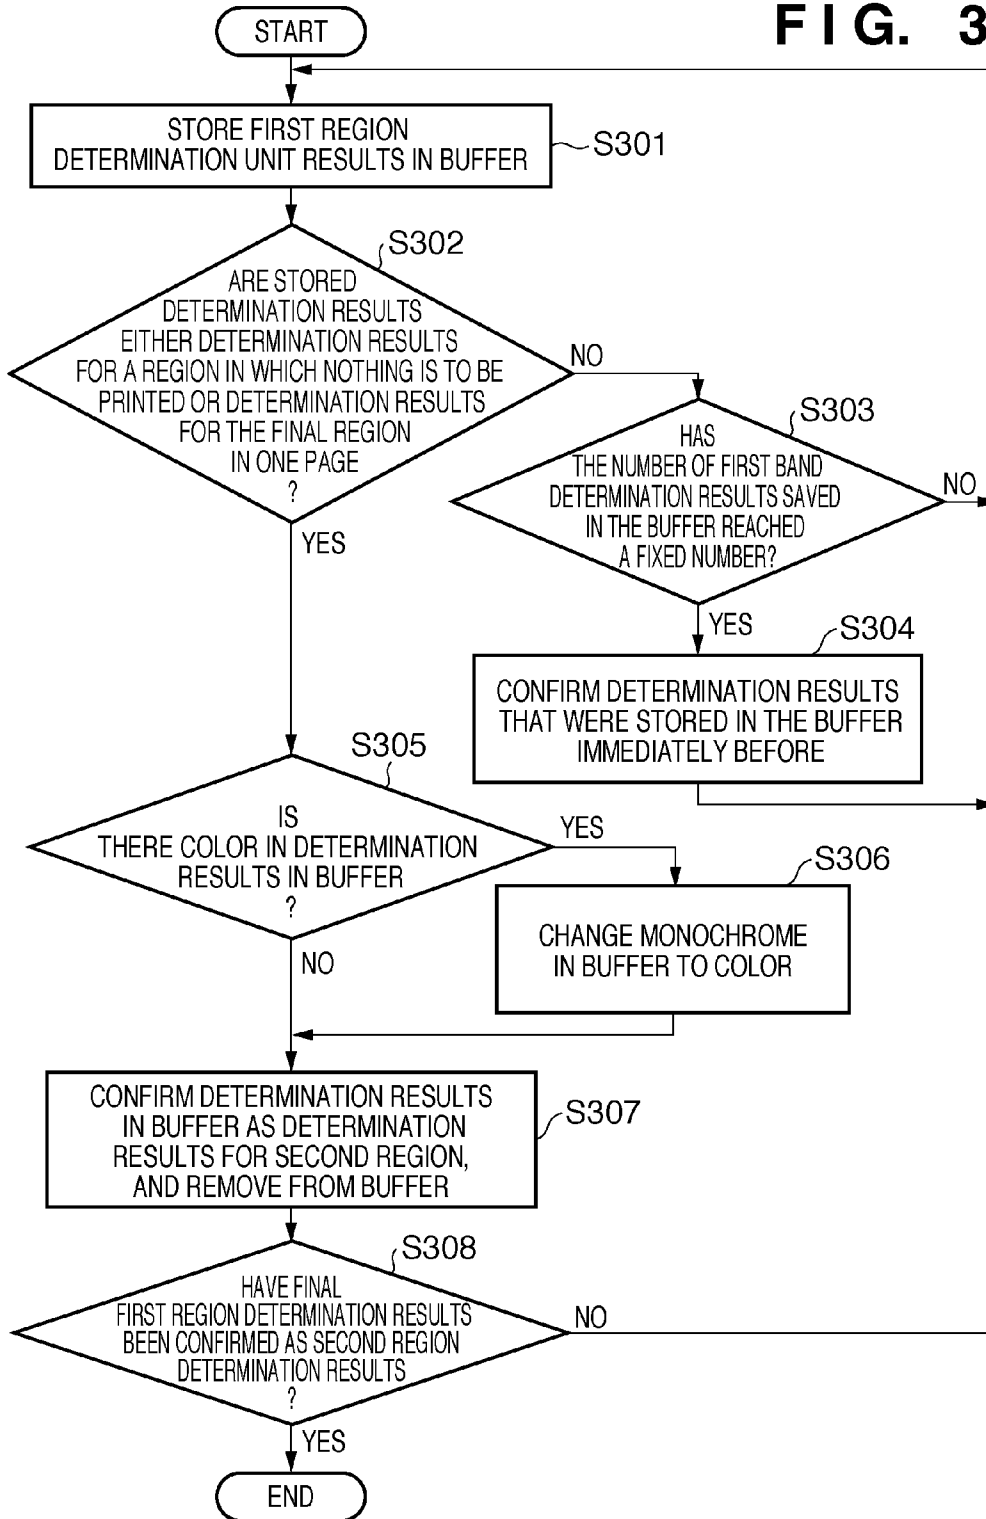 FIG. 3
START
STORE FIRST REGION
DETERMINATION UNIT RESULTS IN BUFFER
S301
S302
ARE STORED
DETERMINATION RESULTS
EITHER DETERMINATION RESULTS
FOR A REGION IN WHICH NOTHING IS TO BE
PRINTED OR DETERMINATION RESULTS
FOR THE FINAL REGION
IN ONE PAGE
?
NO
YES
S303
HAS
THE NUMBER OF FIRST BAND
DETERMINATION RESULTS SAVED
IN THE BUFFER REACHED
A FIXED NUMBER?
NO
YES
S304
CONFIRM DETERMINATION RESULTS
THAT WERE STORED IN THE BUFFER
IMMEDIATELY BEFORE
S305
IS
THERE COLOR IN DETERMINATION
RESULTS IN BUFFER
?
YES
NO
S306
CHANGE MONOCHROME
IN BUFFER TO COLOR
CONFIRM DETERMINATION RESULTS
IN BUFFER AS DETERMINATION
RESULTS FOR SECOND REGION,
AND REMOVE FROM BUFFER
S307
S308
HAVE FINAL
FIRST REGION DETERMINATION RESULTS
BEEN CONFIRMED AS SECOND REGION
DETERMINATION RESULTS
?
NO
YES
END